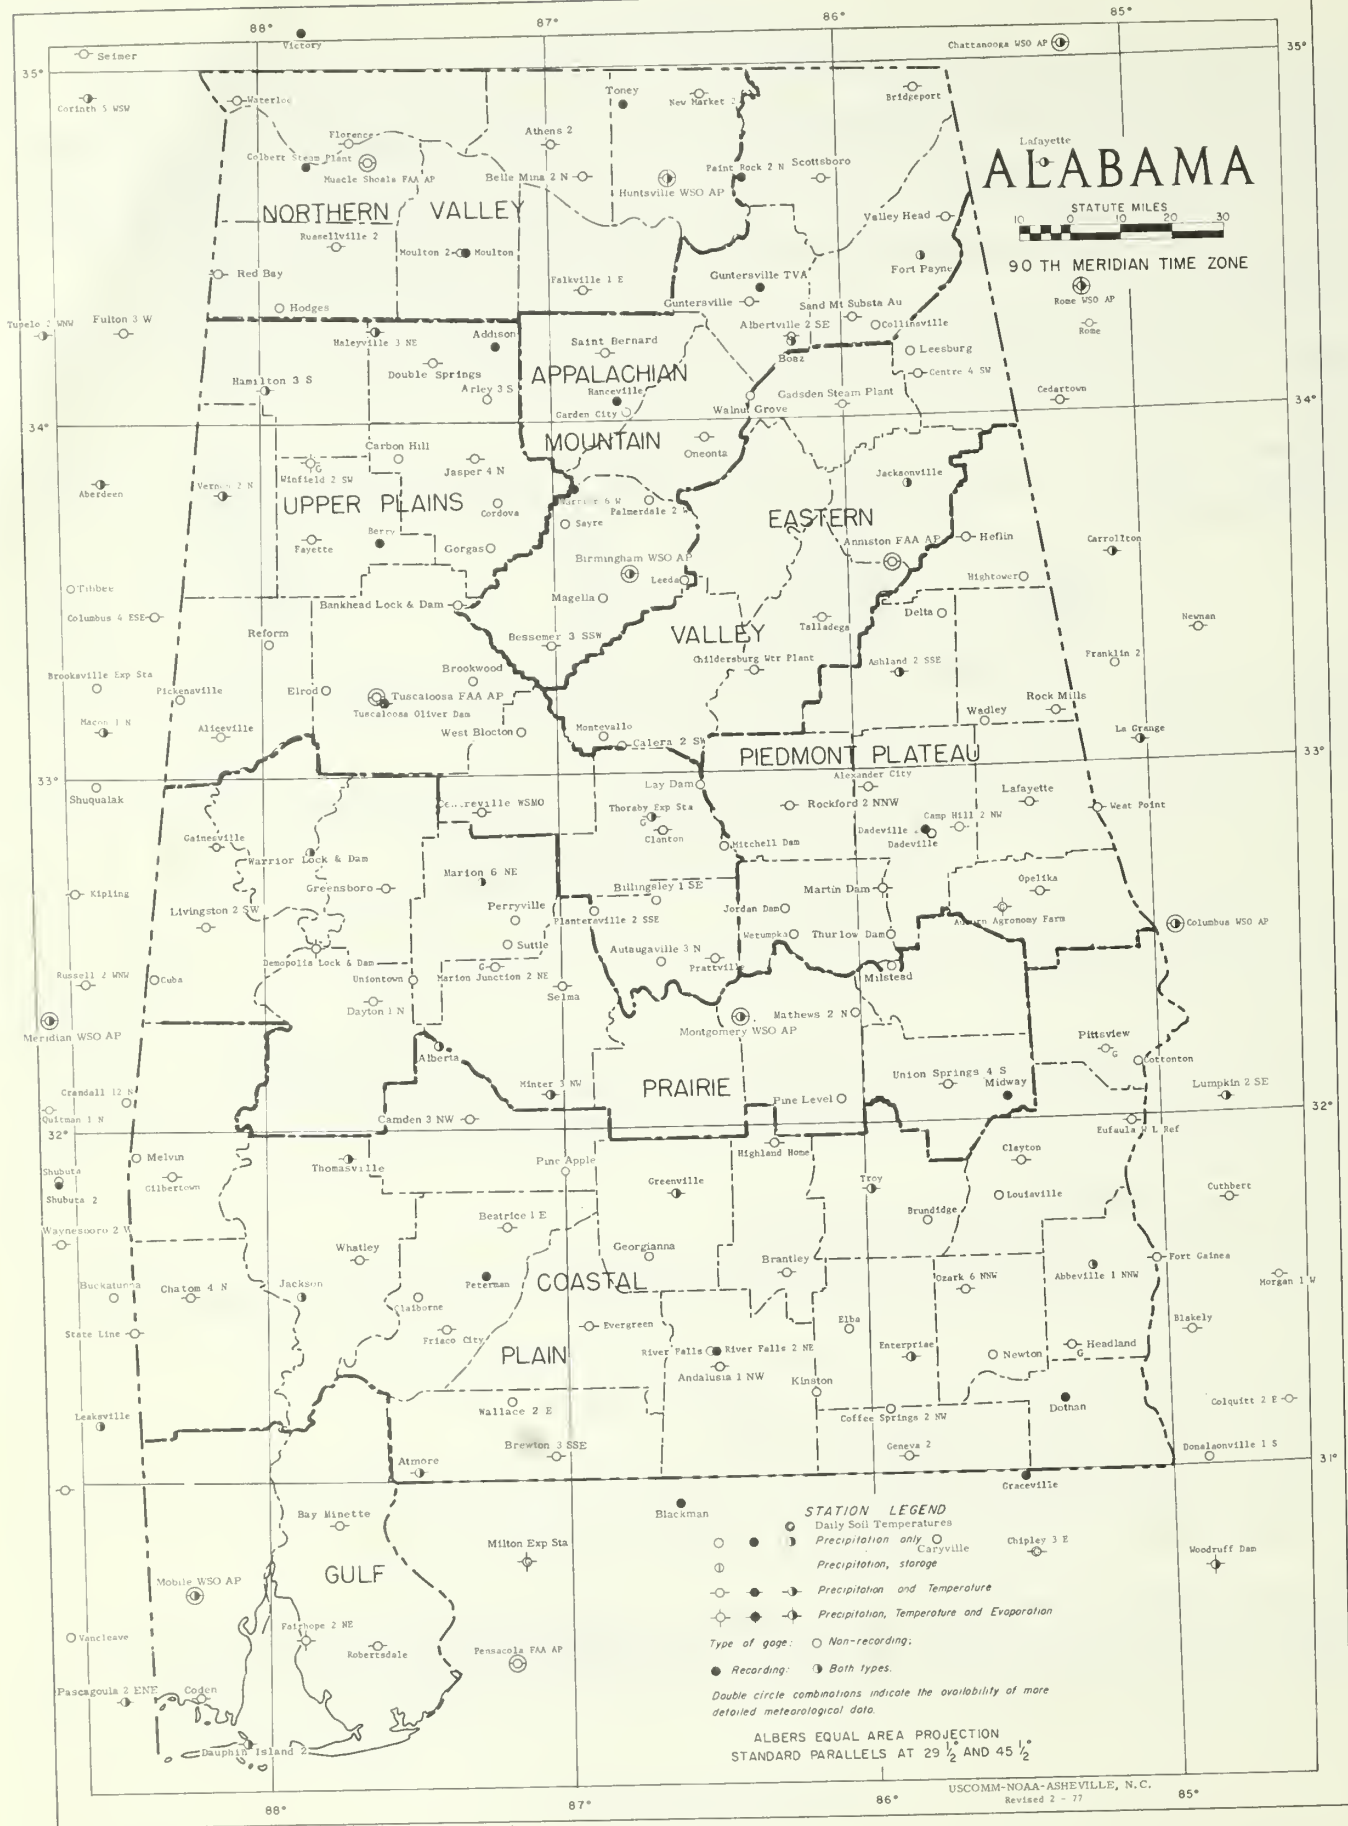 88°
87°
86°
85°
Victory
Selmer
Chattanooga WSO AP
35°
35°
Corinth 5 WSW
Waterloo
Toney
New Market 2
Bridgeport
Florence
Athens 2
Lafayette
Colbert Steam Plant
Muscle Shoals FAA AP
Belle Mina 2 N
Huntsville WSO AP
Paint Rock 2 N
Scottsboro
ALABAMA
STATUTE MILES
10 0 10 20 30
NORTHERN VALLEY
Valley Head
Russellville 2
Moulton 2
Moulton
Fort Payne
90 TH MERIDIAN TIME ZONE
Red Bay
Falkville 1 E
Guntersville TVA
Guntersville
Rome WSO AP
Hodges
Sand Mt Substa Au
Tupelo 2 WNW
Fulton 3 W
Rome
Haleyville 3 NE
Addison
Saint Bernard
Albertville 2 SE
Collinsville
Boaz
Leesburg
Double Springs
APPALACHIAN
Centre 4 SW
Hamilton 3 S
Arley 3 S
Ranceville
Garden City
Walnut Grove
Gadsden Steam Plant
Cedartown
34°
34°
MOUNTAIN
Oneonta
Carbon Hill
Jasper 4 N
Winfield 2 SW
G
Jacksonville
Aberdeen
Vernon 2 N
UPPER PLAINS
Cordova
Palmerdale 2 W
EASTERN
Sayre
Berry
Fayette
Gorgas
Birmingham WSO AP
Anniston FAA AP
Heflin
Carrollton
Leeds
Hightower
Tibbee
Bankhead Lock & Dam
Magella
Columbus 4 ESE
Talladega
Delta
Newnan
Reform
Bessemer 3 SSW
VALLEY
Childersburg Wtr Plant
Ashland 2 SSE
Franklin 2
Brooksville Exp Sta
Pickensville
Elrod
Brookwood
Tuscaloosa FAA AP
Tuscaloosa Oliver Dam
Rock Mills
Wadley
Macon 1 N
Aliceville
West Blocton
Montevallo
Calera 2 SW
La Grange
PIEDMONT PLATEAU
33°
33°
Shuqualak
Lay Dam
Alexander City
Centreville WSMO
Thorsby Exp Sta
G
Clanton
Rockford 2 NNW
Lafayette
West Point
Camp Hill 2 NW
Dadeville
Dadeville
Gainesville
Warrior Lock & Dam
Mitchell Dam
Marion 6 NE
Kipling
Greensboro
Billingsley 1 SE
Martin Dam
Opelika
Livingston 2 SW
Perryville
Plantersville 2 SSE
Jordan Dam
Auburn Agronomy Farm
Columbus WSO AP
Suttle
Wetumpka
Thurlow Dam
Demopolis Lock & Dam
Autaugaville 3 N
Prattville
Russell 2 WNW
Cuba
Uniontown
G
Marion Junction 2 NE
Milstead
Dayton 1 N
Selma
Montgomery WSO AP
Mathews 2 N
Meridian WSO AP
Pittsview
G
Alberta
Cottonton
Union Springs 4 S
Midway
Minter 3 NW
PRAIRIE
Lumpkin 2 SE
Crandall 12 N
Pine Level
Quitman 1 N
Camden 3 NW
Eufaula W L Ref
32°
32°
Melvin
Highland Home
Clayton
Shubuta
Shubuta 2
Gilbertown
Thomasville
Pine Apple
Greenville
Troy
Louisville
Cuthbert
Waynesboro 2 W
Beatrice 1 E
Brundidge
Whatley
Georgianna
Brantley
Fort Gaines
Buckatunna
Chatom 4 N
Jackson
Peterman
COASTAL
Ozark 6 NNW
Abbeville 1 NNW
Morgan 1 W
Claiborne
State Line
Frisco City
Evergreen
Elba
Blakely
PLAIN
River Falls
River Falls 2 NE
Enterprise
Newton
Headland
G
Andalusia 1 NW
Kinston
Leaksville
Wallace 2 E
Coffee Springs 2 NW
Dothan
Colquitt 2 E
Atmore
Brewton 3 SSE
Geneva 2
Donalsonville 1 S
31°
Graceville
Blackman
STATION LEGEND
Daily Soil Temperatures
Precipitation only
Caryville
Chipley 3 E
Bay Minette
Milton Exp Sta
Woodruff Dam
Precipitation, storage
GULF
Mobile WSO AP
Precipitation and Temperature
Precipitation, Temperature and Evaporation
Fairhope 2 NE
Vancleave
Robertsdale
Pensacola FAA AP
Type of gage: Non-recording;
Recording; Both types.
Pascagoula 2 ENE
Coden
Double circle combinations indicate the availability of more
detailed meteorological data.
Dauphin Island 2
ALBERS EQUAL AREA PROJECTION
STANDARD PARALLELS AT 29 1/2° AND 45 1/2°
USCOMM-NOAA-ASHEVILLE, N.C.
Revised 2 - 77
88°
87°
86°
85°